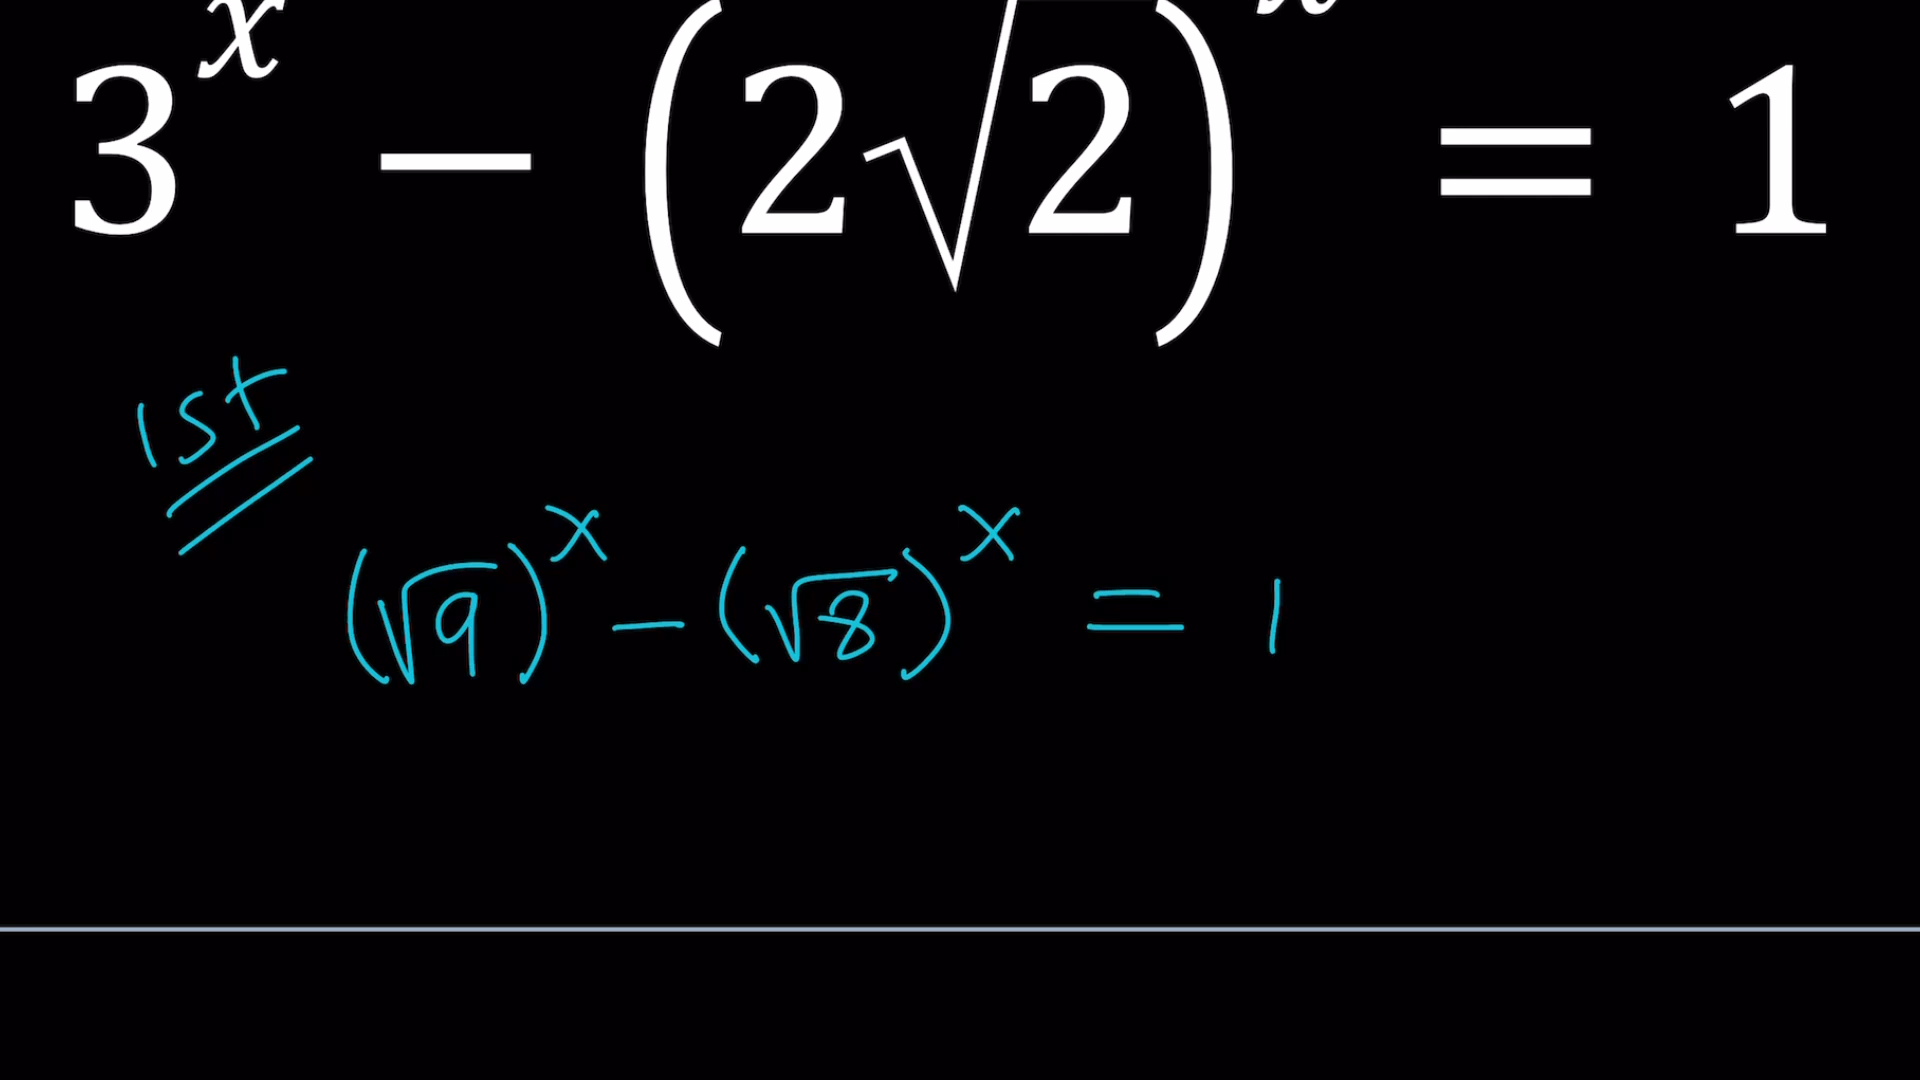 3^x − (2√2)^x = 1
1st
(√9)^x − (√8)^x = 1